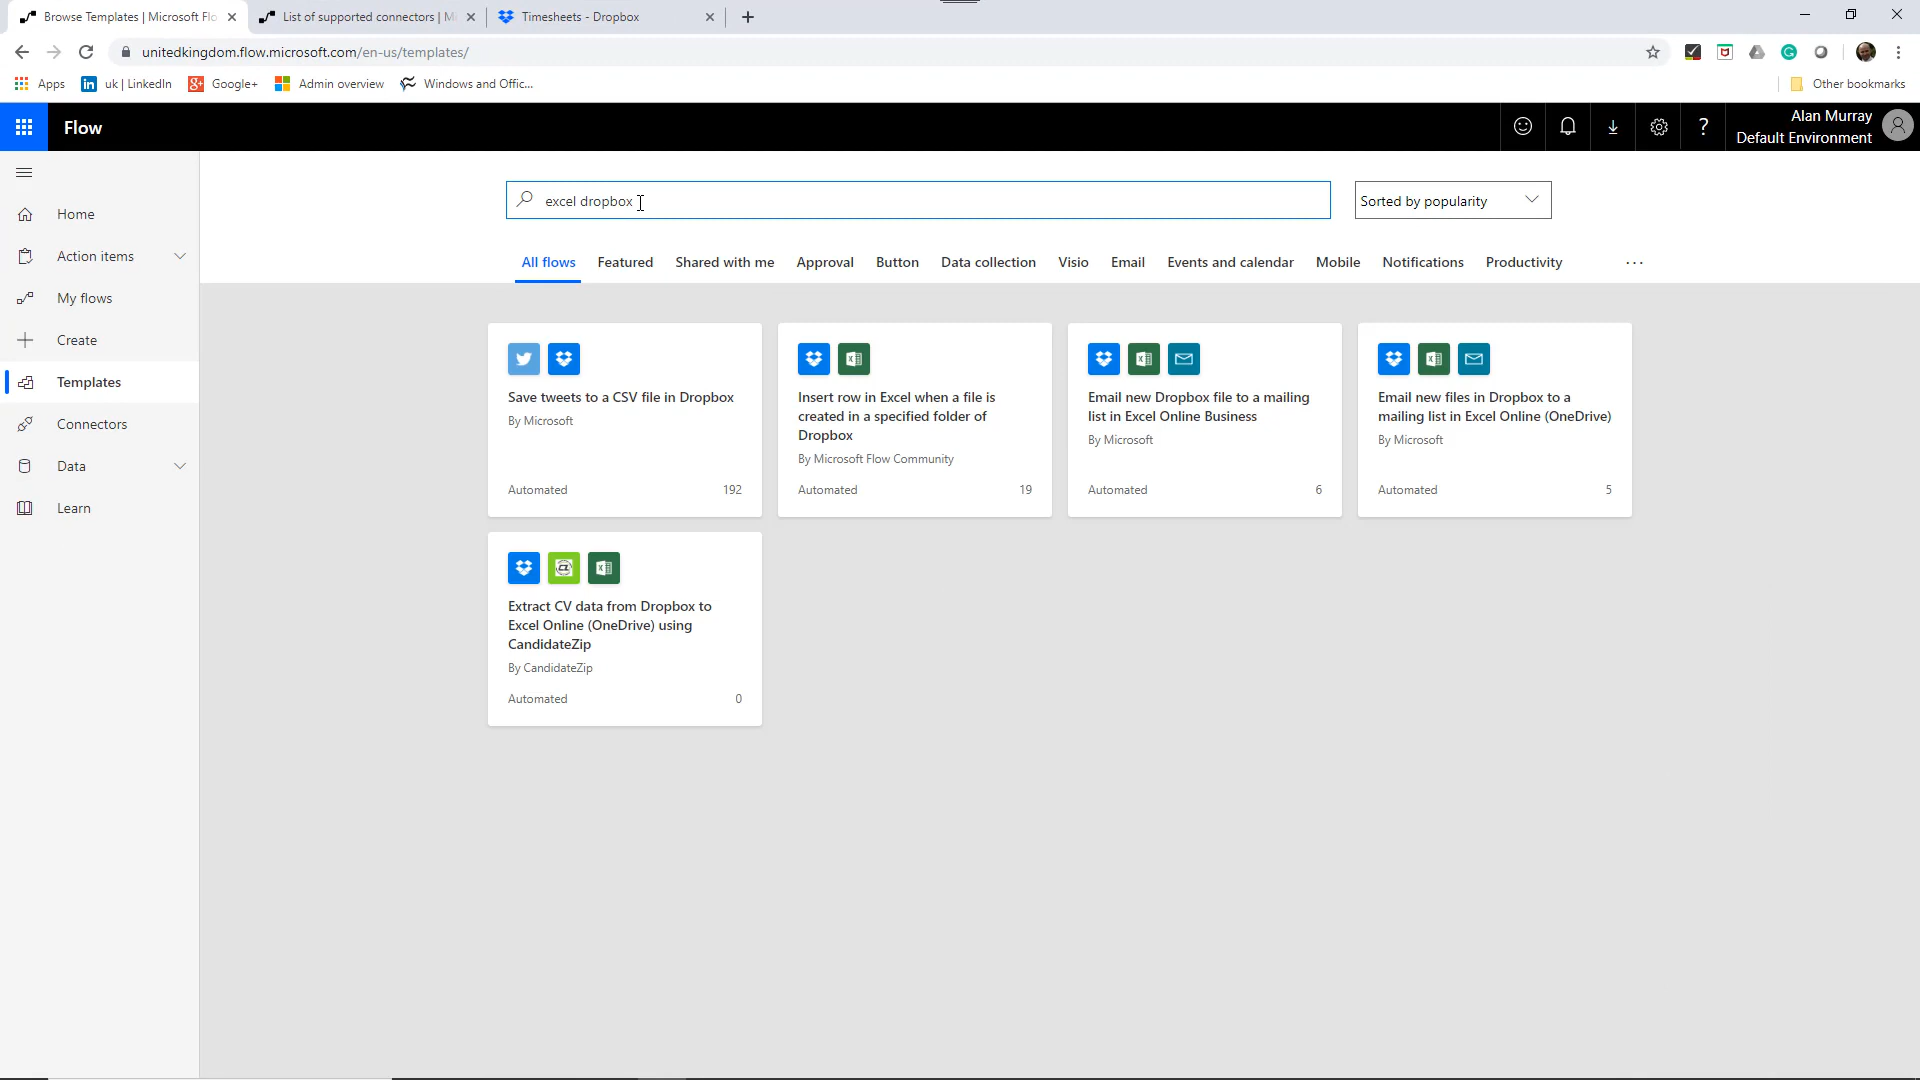 Browse Templates | Microsoft Flo
List of supported connectors | Mi
Timesheets - Dropbox
unitedkingdom.flow.microsoft.com/en-us/templates/
Apps
uk | LinkedIn
Google+
Admin overview
Windows and Offic...
Other bookmarks
Flow
Alan Murray
Default Environment
Home
Action items
My flows
Create
Templates
Connectors
Data
Learn
excel dropbox
Sorted by popularity
All flows
Featured
Shared with me
Approval
Button
Data collection
Visio
Email
Events and calendar
Mobile
Notifications
Productivity
...
Save tweets to a CSV file in Dropbox
By Microsoft
Automated
192
Insert row in Excel when a file is
created in a specified folder of
Dropbox
By Microsoft Flow Community
Automated
19
Email new Dropbox file to a mailing
list in Excel Online Business
By Microsoft
Automated
6
Email new files in Dropbox to a
mailing list in Excel Online (OneDrive)
By Microsoft
Automated
5
Extract CV data from Dropbox to
Excel Online (OneDrive) using
CandidateZip
By CandidateZip
Automated
0